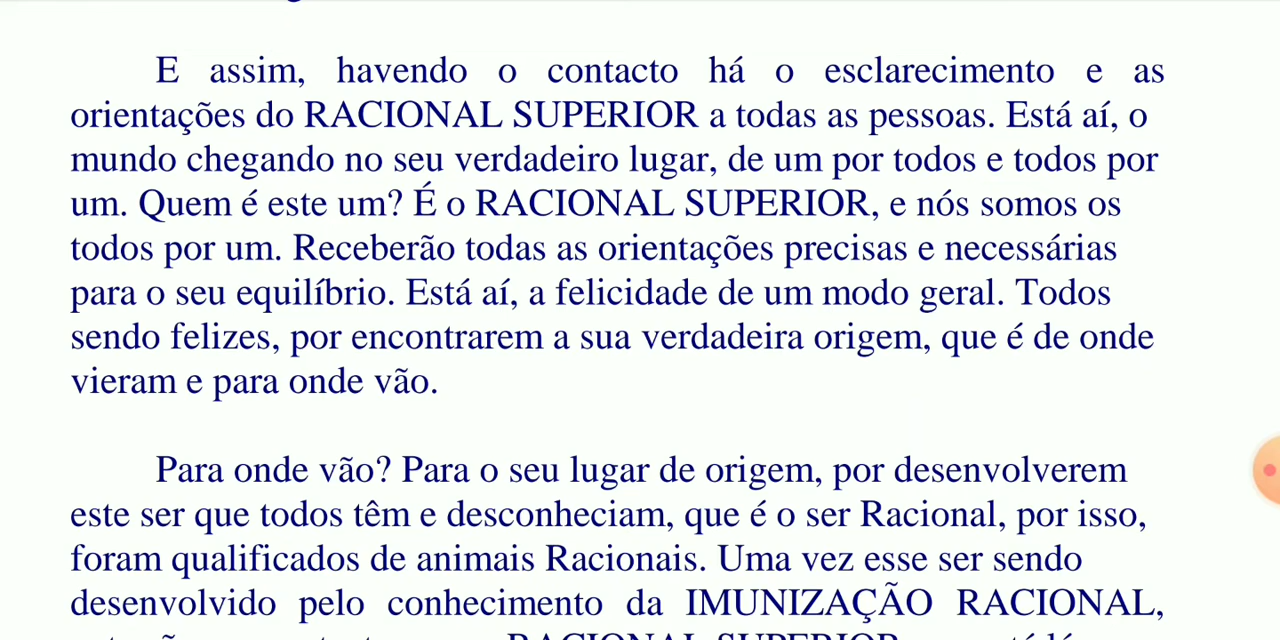 E assim, havendo o contacto há o esclarecimento e as
orientações do RACIONAL SUPERIOR a todas as pessoas. Está aí, o
mundo chegando no seu verdadeiro lugar, de um por todos e todos por
um. Quem é este um? É o RACIONAL SUPERIOR, e nós somos os
todos por um. Receberão todas as orientações precisas e necessárias
para o seu equilíbrio. Está aí, a felicidade de um modo geral. Todos
sendo felizes, por encontrarem a sua verdadeira origem, que é de onde
vieram e para onde vão.
Para onde vão? Para o seu lugar de origem, por desenvolverem
este ser que todos têm e desconheciam, que é o ser Racional, por isso,
foram qualificados de animais Racionais. Uma vez esse ser sendo
desenvolvido pelo conhecimento da IMUNIZAÇÃO RACIONAL,
RACIONAL SUPERIOR